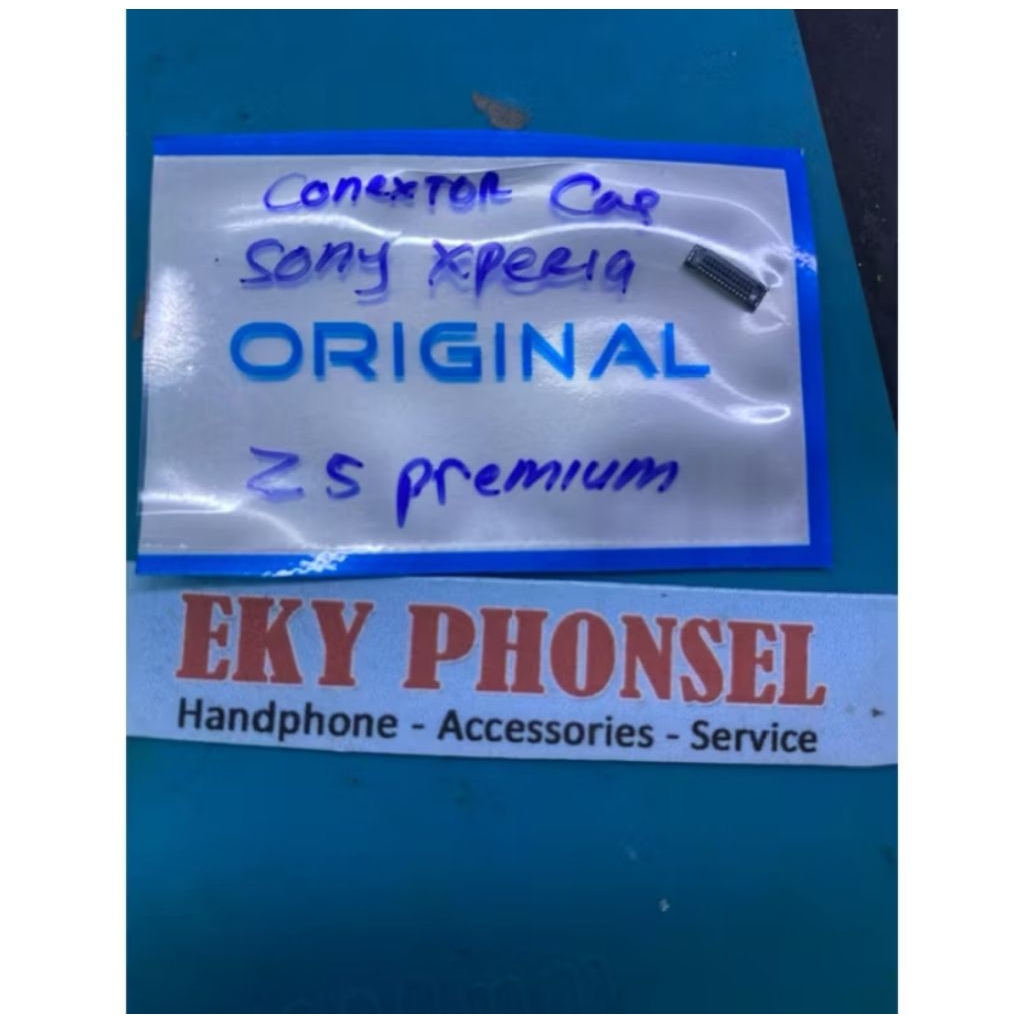 Conextor Cas
Sony Xperia
ORIGINAL
Z5 premium
EKY PHONSEL
Handphone - Accessories - Service